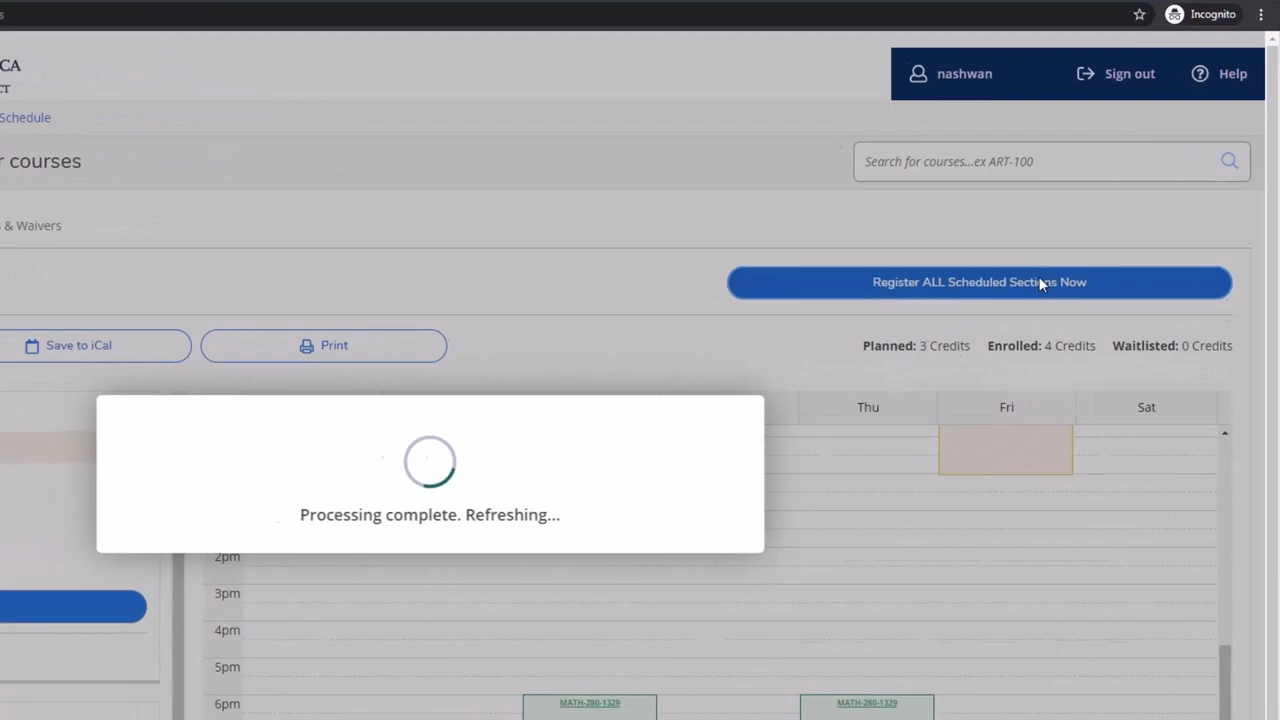 s
Incognito
CA
CT
nashwan
Sign out
Help
Schedule
r courses
Search for courses...ex ART-100
s & Waivers
Register ALL Scheduled Sections Now
Save to iCal
Print
Planned: 3 Credits
Enrolled: 4 Credits
Waitlisted: 0 Credits
Thu
Fri
Sat
Processing complete. Refreshing...
2pm
3pm
4pm
5pm
6pm
MATH-280-1329
MATH-280-1329